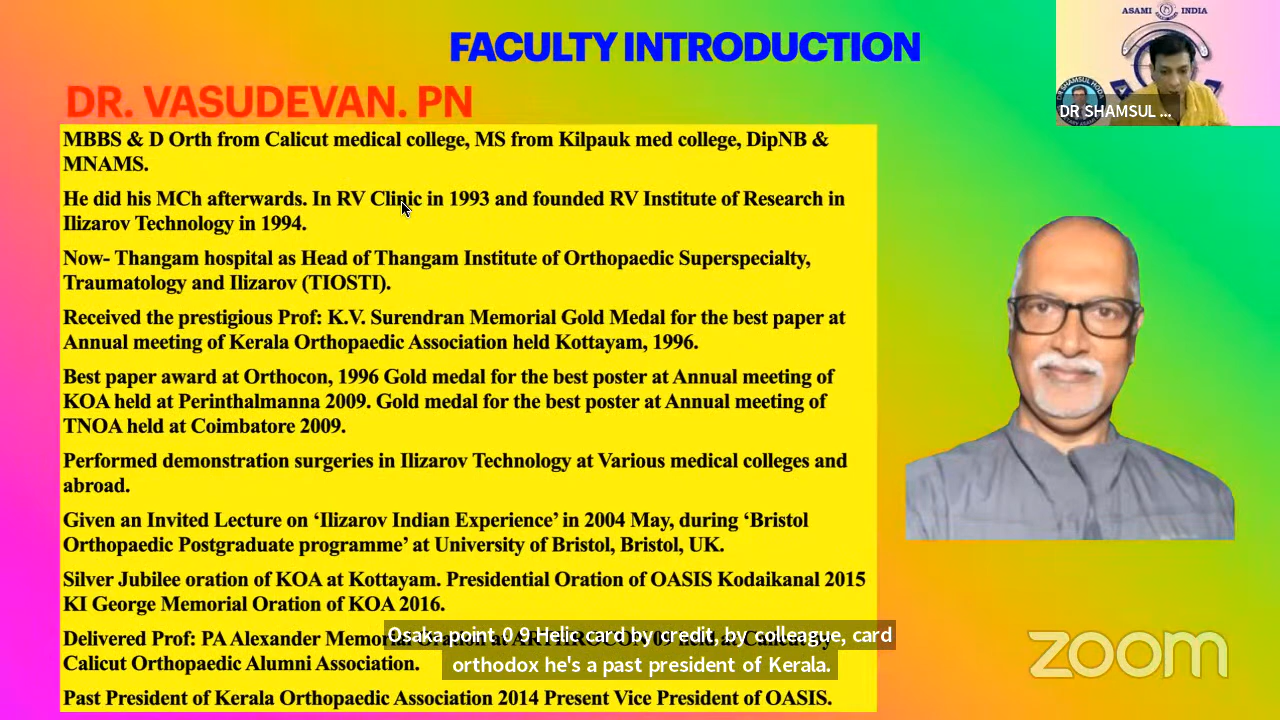 FACULTY INTRODUCTION
ASAMI INDIA
DR SHAMSUL HODA
DR SHAMSUL ...
DR. VASUDEVAN. PN
MBBS & D Orth from Calicut medical college, MS from Kilpauk med college, DipNB &
MNAMS.
He did his MCh afterwards. In RV Clinic in 1993 and founded RV Institute of Research in
Ilizarov Technology in 1994.
Now- Thangam hospital as Head of Thangam Institute of Orthopaedic Superspecialty,
Traumatology and Ilizarov (TIOSTI).
Received the prestigious Prof: K.V. Surendran Memorial Gold Medal for the best paper at
Annual meeting of Kerala Orthopaedic Association held Kottayam, 1996.
Best paper award at Orthocon, 1996 Gold medal for the best poster at Annual meeting of
KOA held at Perinthalmanna 2009. Gold medal for the best poster at Annual meeting of
TNOA held at Coimbatore 2009.
Performed demonstration surgeries in Ilizarov Technology at Various medical colleges and
abroad.
Given an Invited Lecture on ‘Ilizarov Indian Experience’ in 2004 May, during ‘Bristol
Orthopaedic Postgraduate programme’ at University of Bristol, Bristol, UK.
Silver Jubilee oration of KOA at Kottayam. Presidential Oration of OASIS Kodaikanal 2015
KI George Memorial Oration of KOA 2016.
Delivered Prof: PA Alexander
Calicut Orthopaedic Alumni Association.
Osaka point 0 9 Helic card by credit, by colleague, card
orthodox he's a past president of Kerala.
Past President of Kerala Orthopaedic Association 2014 Present Vice President of OASIS.
zoom